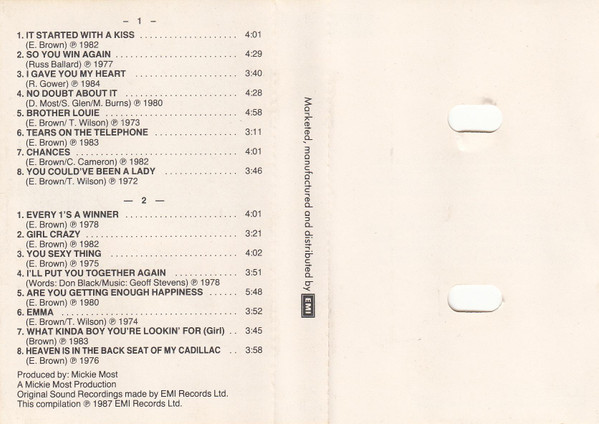 – 1 –
1. IT STARTED WITH A KISS .................. 4:01
(E. Brown) ℗ 1982
2. SO YOU WIN AGAIN ....................... 4:29
(Russ Ballard) ℗ 1977
3. I GAVE YOU MY HEART .................... 3:40
(R. Gower) ℗ 1984
4. NO DOUBT ABOUT IT ...................... 4:28
(D. Most/S. Glen/M. Burns) ℗ 1980
5. BROTHER LOUIE .......................... 4:58
(E. Brown/ T. Wilson) ℗ 1973
6. TEARS ON THE TELEPHONE ................. 3:11
(E. Brown) ℗ 1983
7. CHANCES ................................ 4:01
(E. Brown/C. Cameron) ℗ 1982
8. YOU COULD'VE BEEN A LADY ............... 3:46
(E. Brown/T. Wilson) ℗ 1972
— 2 —
1. EVERY 1'S A WINNER ..................... 4:01
(E. Brown) ℗ 1978
2. GIRL CRAZY ............................. 3:21
(E. Brown) ℗ 1982
3. YOU SEXY THING ......................... 4:02
(E. Brown) ℗ 1975
4. I'LL PUT YOU TOGETHER AGAIN ............ 3:51
(Words: Don Black/Music: Geoff Stevens) ℗ 1978
5. ARE YOU GETTING ENOUGH HAPPINESS ....... 5:48
(E. Brown) ℗ 1980
6. EMMA ................................... 3:52
(E. Brown/T. Wilson) ℗ 1974
7. WHAT KINDA BOY YOU'RE LOOKIN' FOR (Girl) .. 3:45
(Brown) ℗ 1983
8. HEAVEN IS IN THE BACK SEAT OF MY CADILLAC .. 3:58
(E. Brown) ℗ 1976
Produced by: Mickie Most
A Mickie Most Production
Original Sound Recordings made by EMI Records Ltd.
This compilation ℗ 1987 EMI Records Ltd.
Marketed, manufactured and distributed by EMI